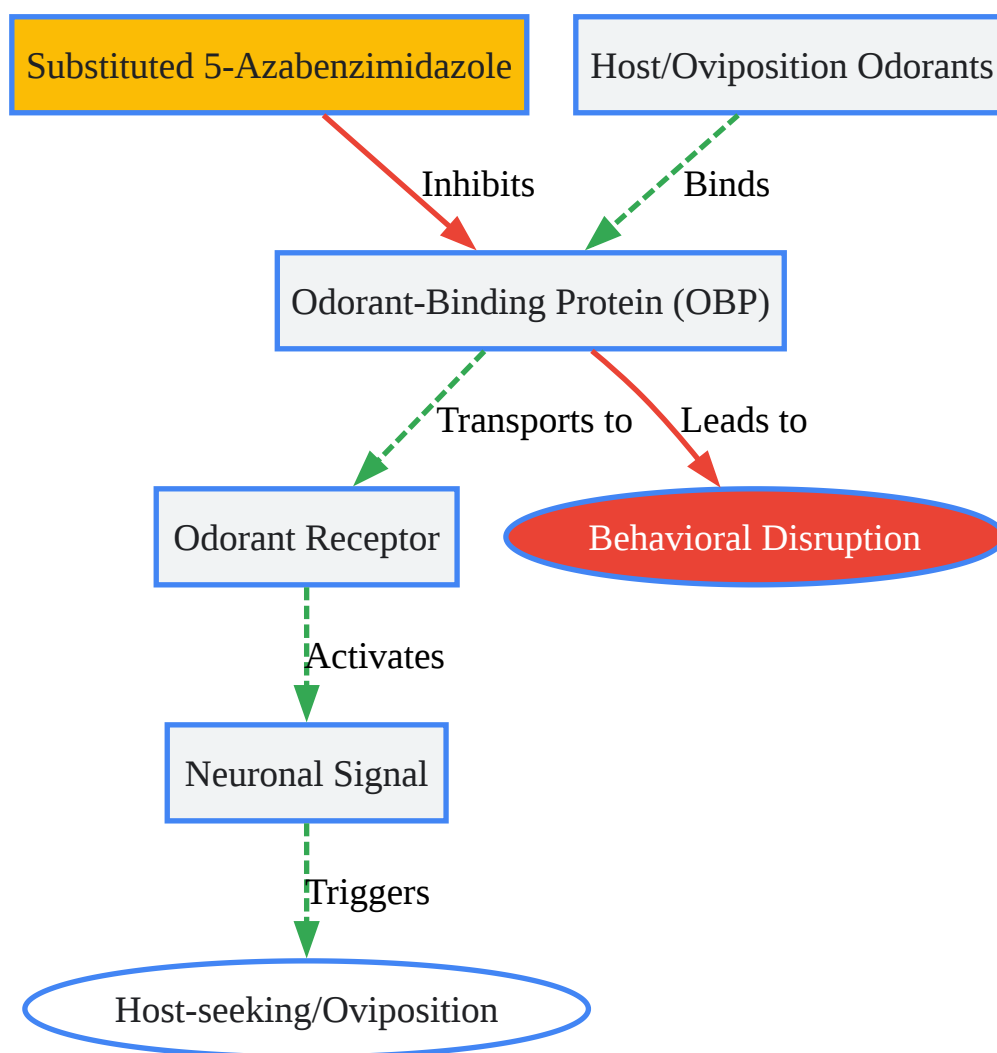 Substituted 5-Azabenzimidazole
Host/Oviposition Odorants
Inhibits
Binds
Odorant-Binding Protein (OBP)
Transports to
Leads to
Odorant Receptor
Behavioral Disruption
Activates
Neuronal Signal
Triggers
Host-seeking/Oviposition